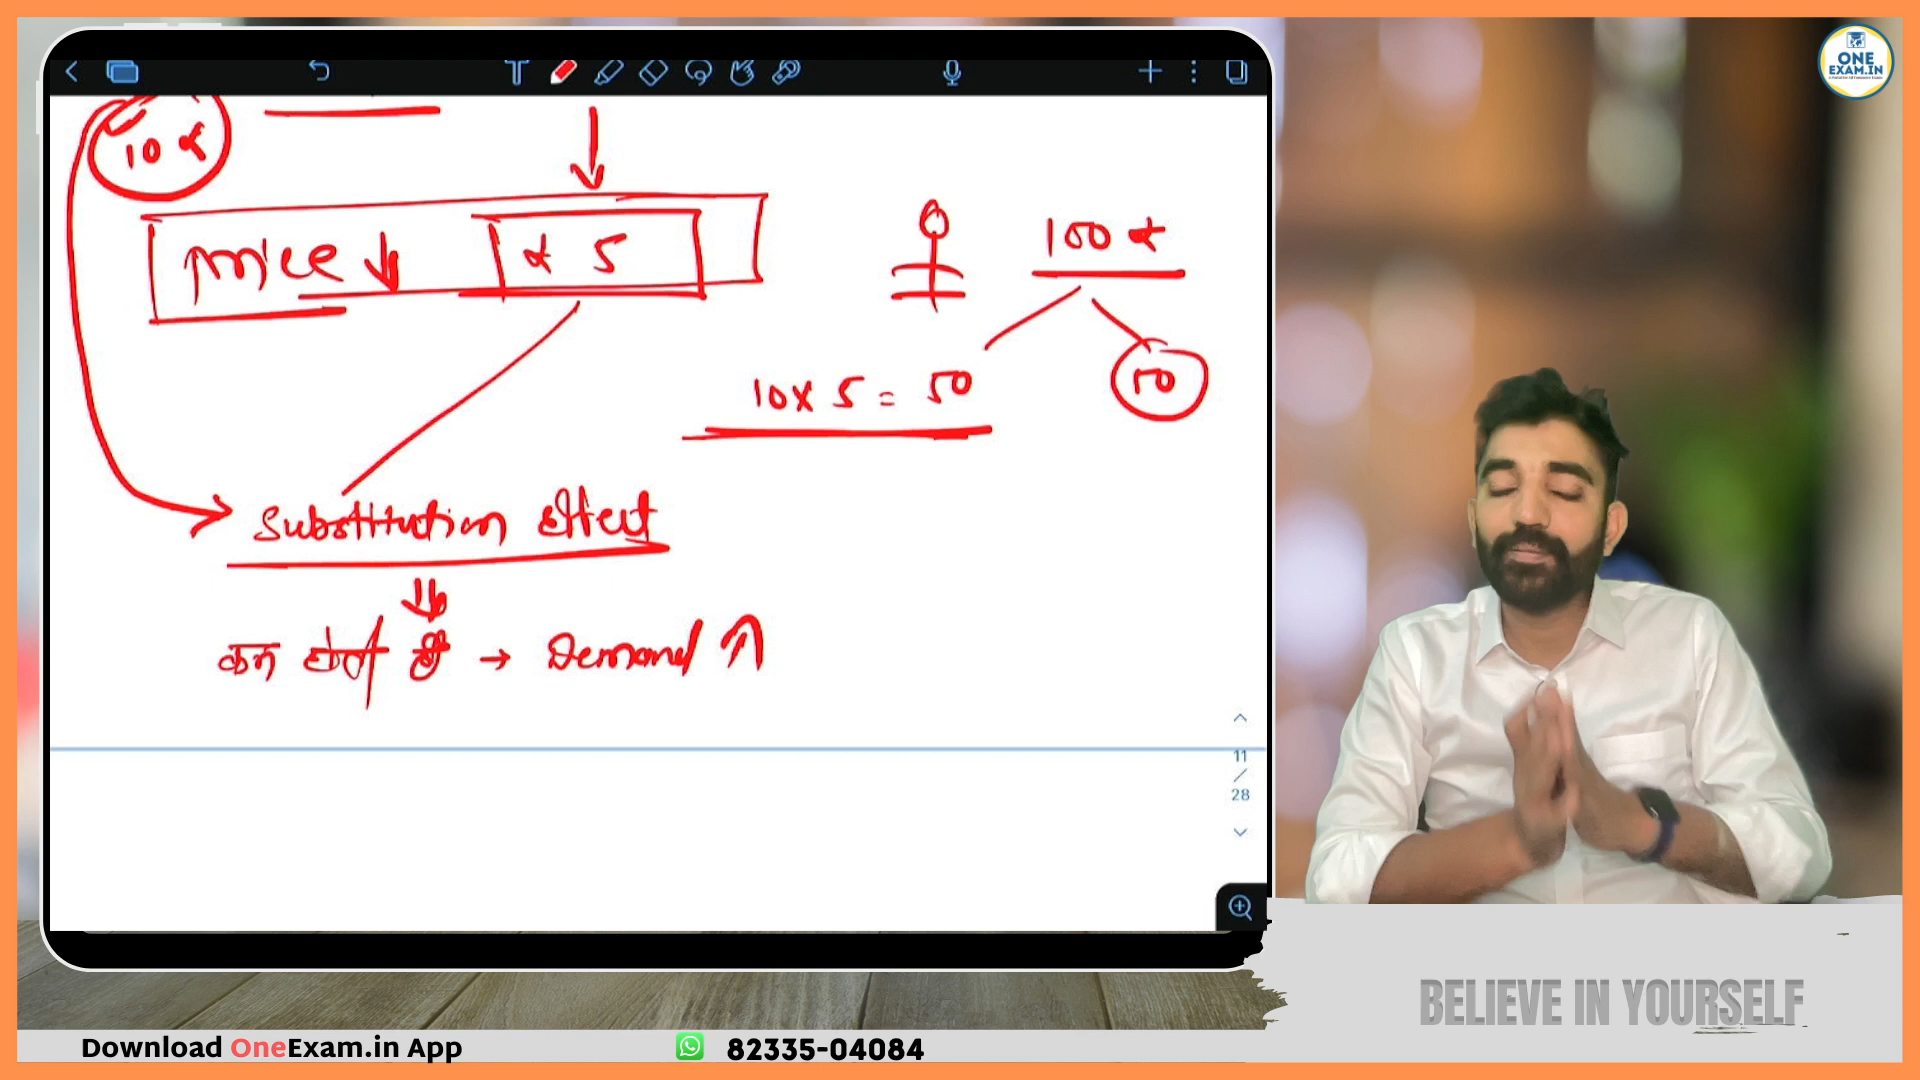 ONE
EXAM.IN
10 ₹
Price ↓ ₹ 5
100 ₹
10 x 5 = 50
50
Substitution Effect
कम → Demand ↑
11
/
28
BELIEVE IN YOURSELF
Download OneExam.in App
82335-04084